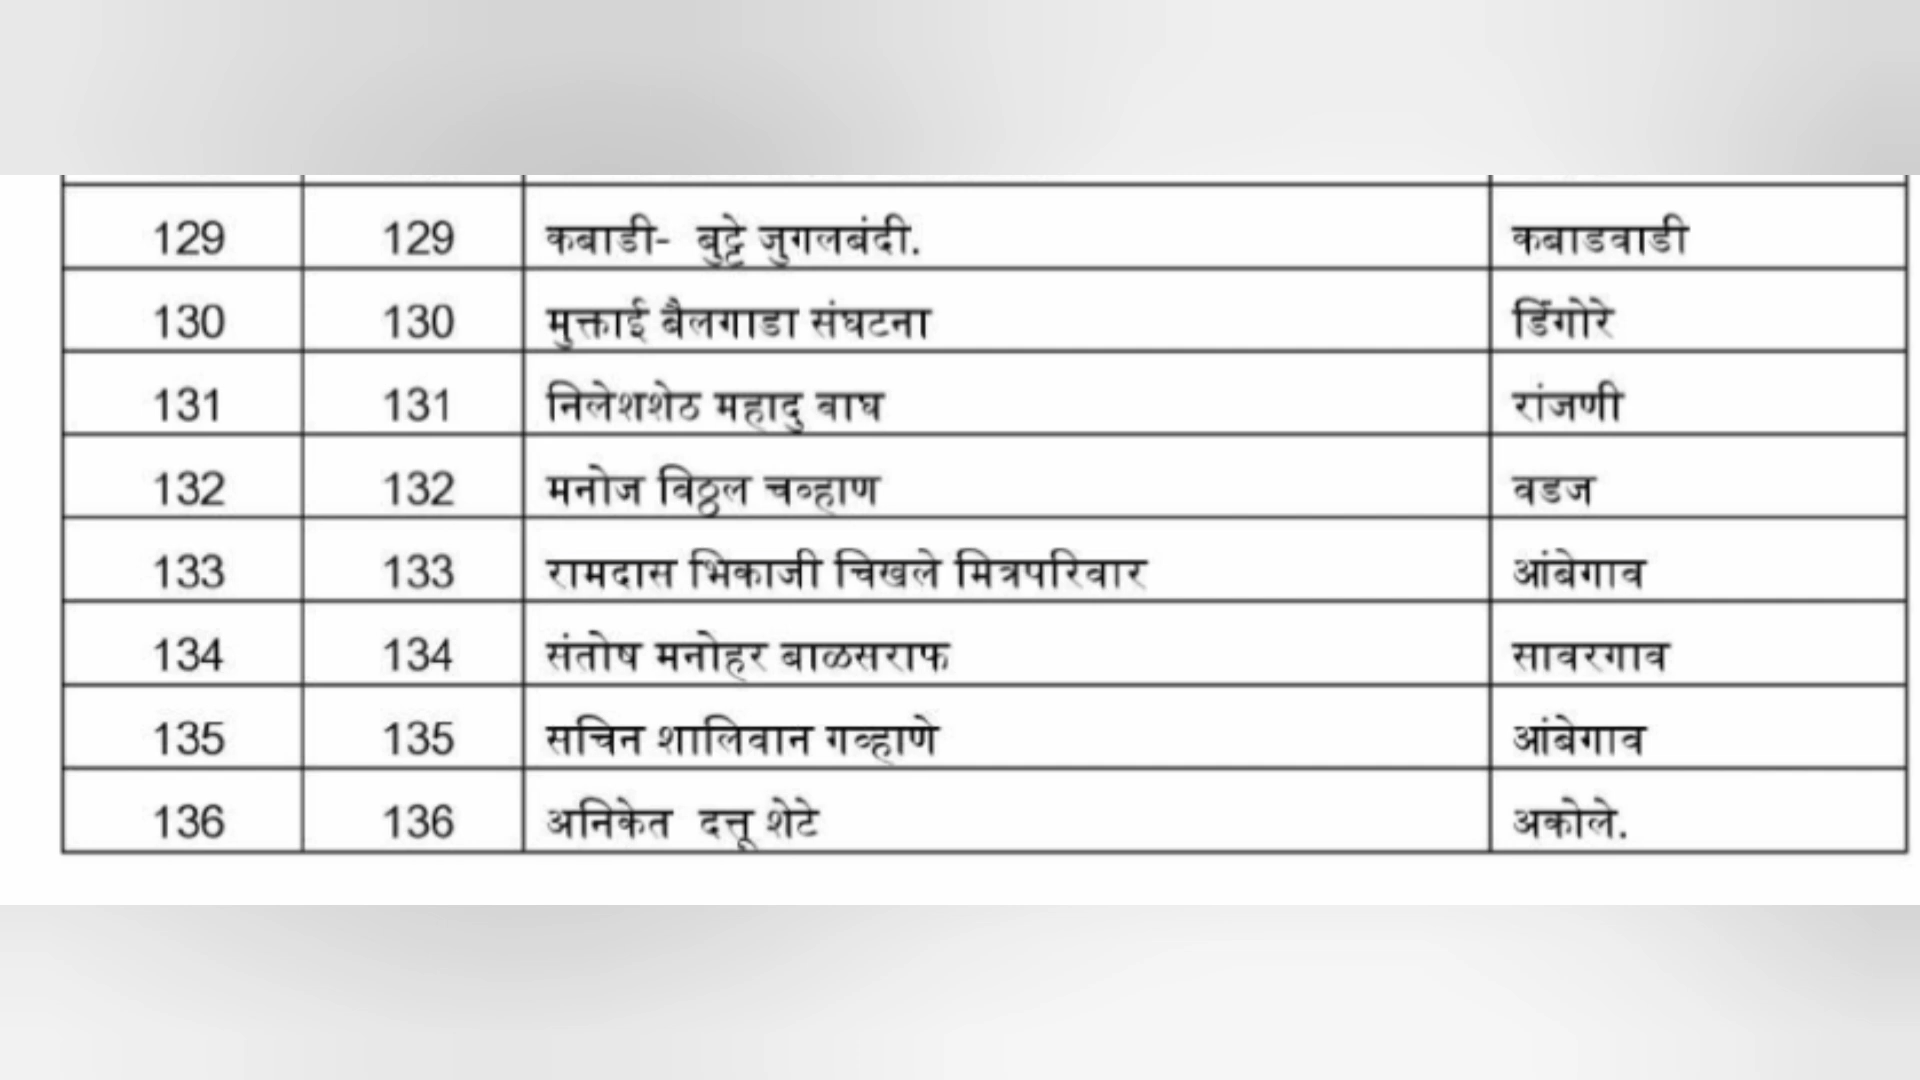 129 129 कबाडी-  बुट्टे जुगलबंदी. कबाडवाडी
130 130 मुक्ताई बैलगाडा संघटना डिंगोरे
131 131 निलेशशेठ महादु वाघ रांजणी
132 132 मनोज विठ्ठल चव्हाण वडज
133 133 रामदास भिकाजी चिखले मित्रपरिवार आंबेगाव
134 134 संतोष मनोहर बाळसराफ सावरगाव
135 135 सचिन शालिवान गव्हाणे आंबेगाव
136 136 अनिकेत  दत्तू शेटे अकोले.